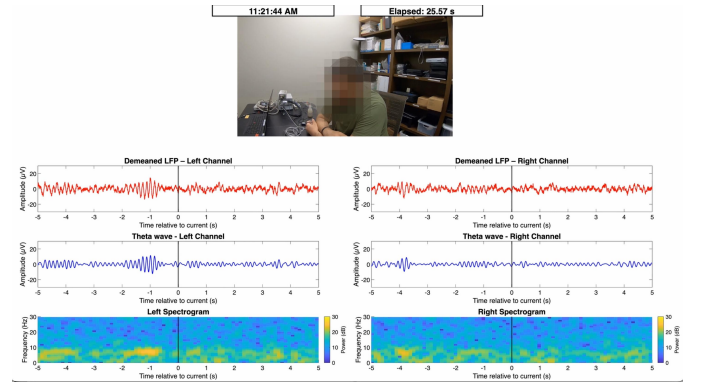 11:21:44 AM
Elapsed: 25.57 s
Demeaned LFP – Left Channel
Amplitude (µV)
20
0
-20
-5 -4 -3 -2 -1 0 1 2 3 4 5
Time relative to current (s)
Demeaned LFP – Right Channel
Amplitude (µV)
20
0
-20
-5 -4 -3 -2 -1 0 1 2 3 4 5
Time relative to current (s)
Theta wave - Left Channel
Amplitude (µV)
20
0
-20
-5 -4 -3 -2 -1 0 1 2 3 4 5
Time relative to current (s)
Theta wave - Right Channel
Amplitude (µV)
20
0
-20
-5 -4 -3 -2 -1 0 1 2 3 4 5
Time relative to current (s)
Left Spectrogram
Frequency (Hz)
30
20
10
0
-5 -4 -3 -2 -1 0 1 2 3 4 5
Time relative to current (s)
30
20
10
0
Power (dB)
Right Spectrogram
Frequency (Hz)
30
20
10
0
-5 -4 -3 -2 -1 0 1 2 3 4 5
Time relative to current (s)
30
20
10
0
Power (dB)